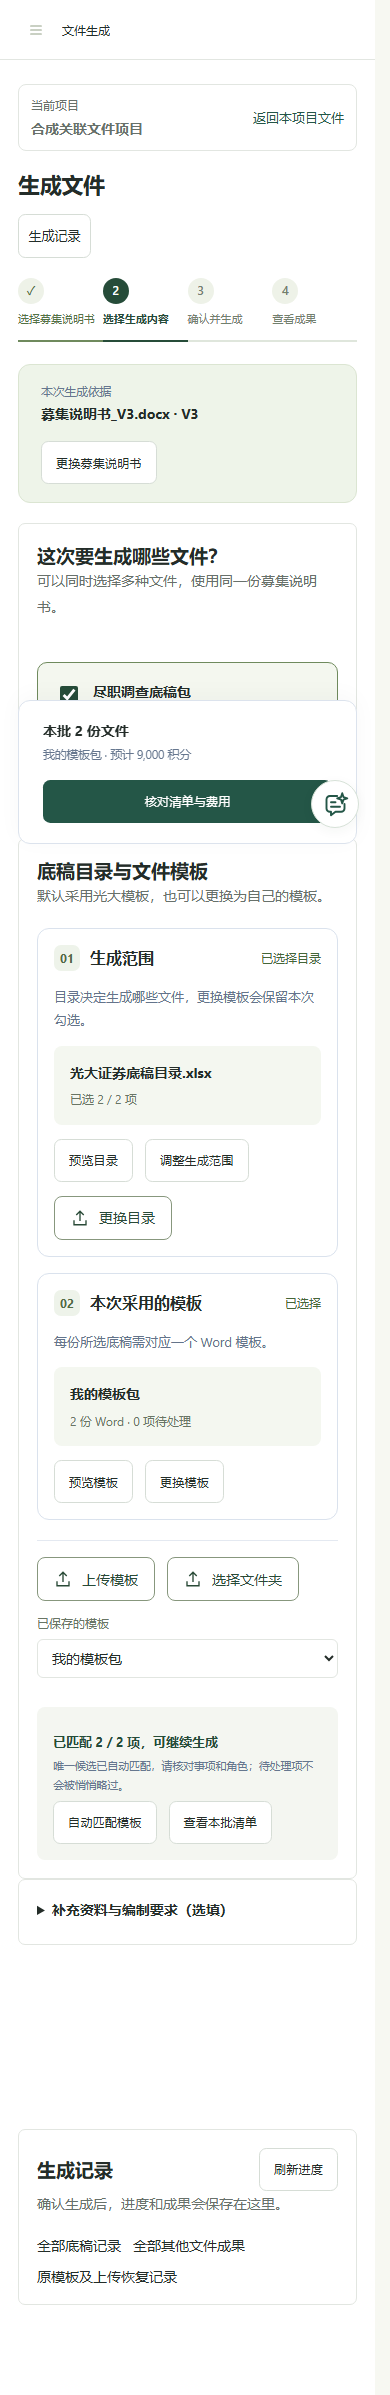 文件生成
当前项目
合成关联文件项目
返回本项目文件
生成文件
生成记录
✓
选择募集说明书
2
选择生成内容
3
确认并生成
4
查看成果
本次生成依据
募集说明书_V3.docx · V3
更换募集说明书
这次要生成哪些文件？
可以同时选择多种文件，使用同一份募集说明
书。
尽职调查底稿包
本批 2 份文件
我的模板包 · 预计 9,000 积分
核对清单与费用
底稿目录与文件模板
默认采用光大模板，也可以更换为自己的模板。
01 生成范围 已选择目录
目录决定生成哪些文件，更换模板会保留本次
勾选。
光大证券底稿目录.xlsx
已选 2 / 2 项
预览目录 调整生成范围
更换目录
02 本次采用的模板 已选择
每份所选底稿需对应一个 Word 模板。
我的模板包
2 份 Word · 0 项待处理
预览模板 更换模板
上传模板 选择文件夹
已保存的模板
我的模板包
已匹配 2 / 2 项，可继续生成
唯一候选已自动匹配，请核对事项和角色；待处理项不
会被悄悄略过。
自动匹配模板 查看本批清单
▶ 补充资料与编制要求（选填）
生成记录 刷新进度
确认生成后，进度和成果会保存在这里。
全部底稿记录 全部其他文件成果
原模板及上传恢复记录